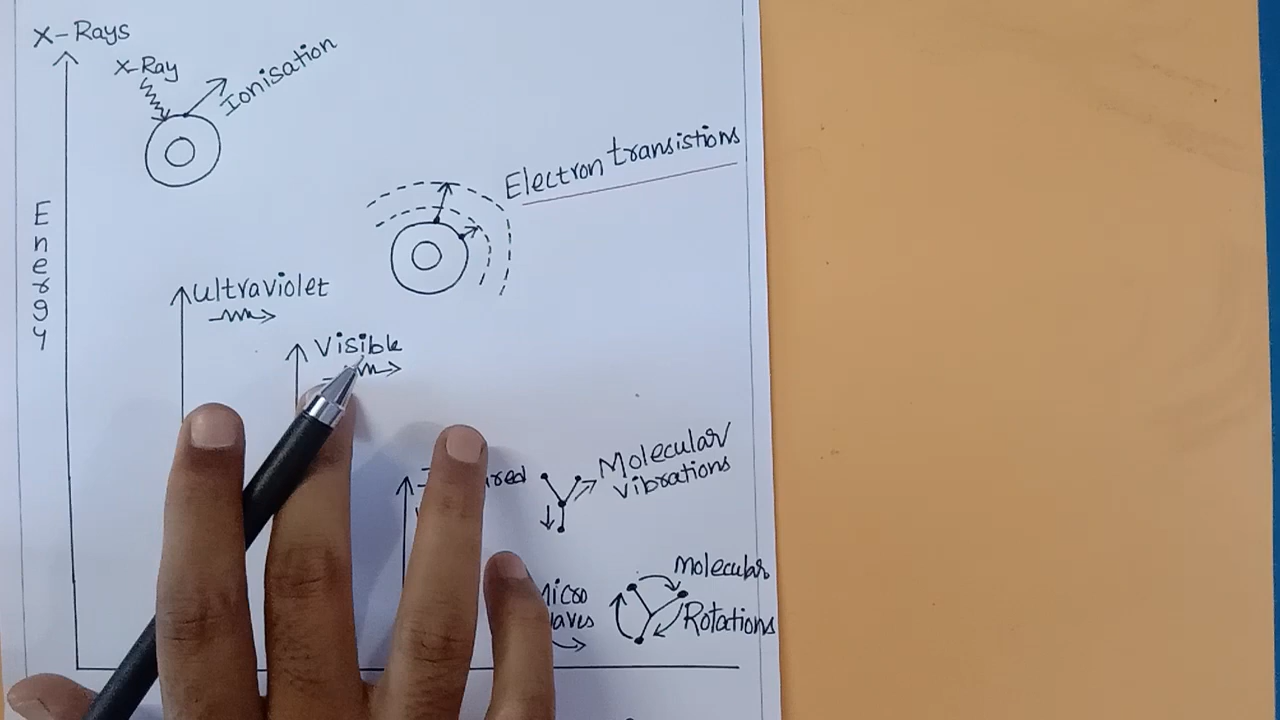 X-Rays
X-Ray
Ionisation
Electron transistions
Energy
Ultraviolet
Visible
Molecular
Vibrations
Molecular
Rotations